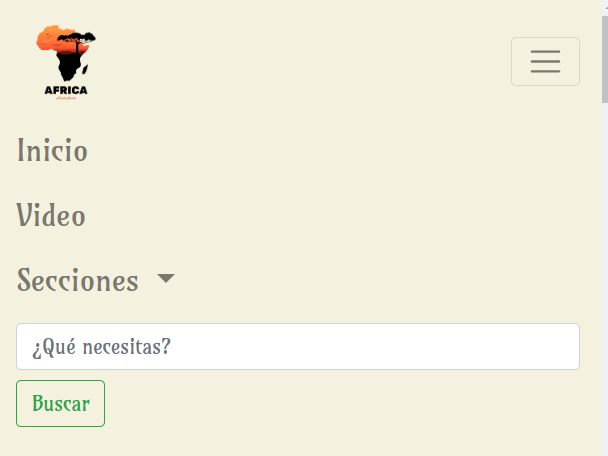 AFRICA
Inicio
Video
Secciones
¿Qué necesitas?
Buscar